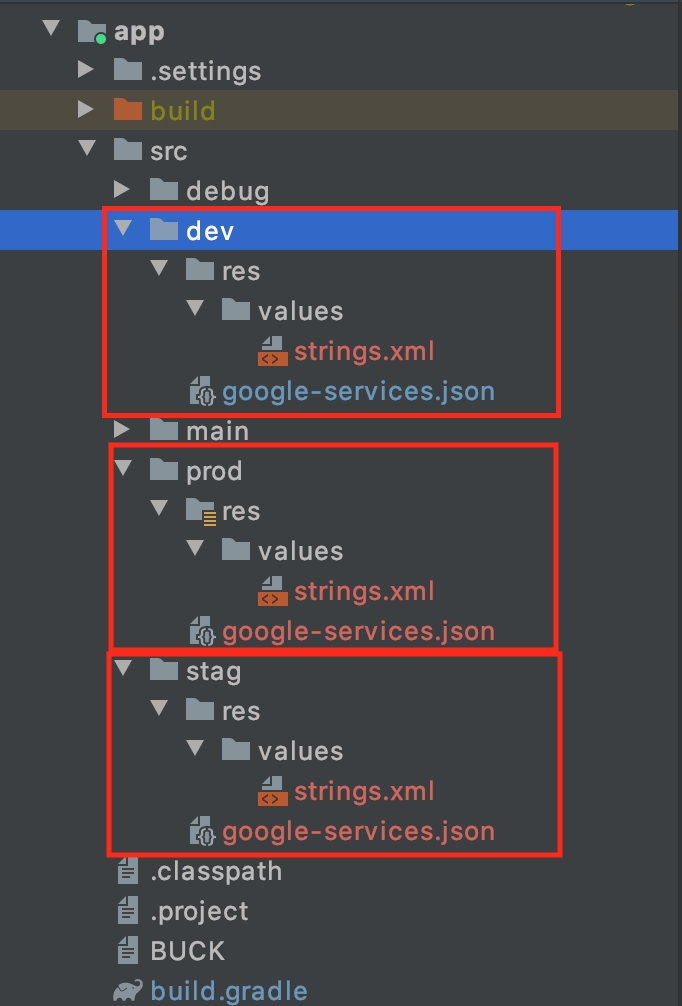 app
.settings
build
src
debug
dev
res
values
strings.xml
google-services.json
main
prod
res
values
strings.xml
google-services.json
stag
res
values
strings.xml
google-services.json
.classpath
.project
BUCK
build.gradle